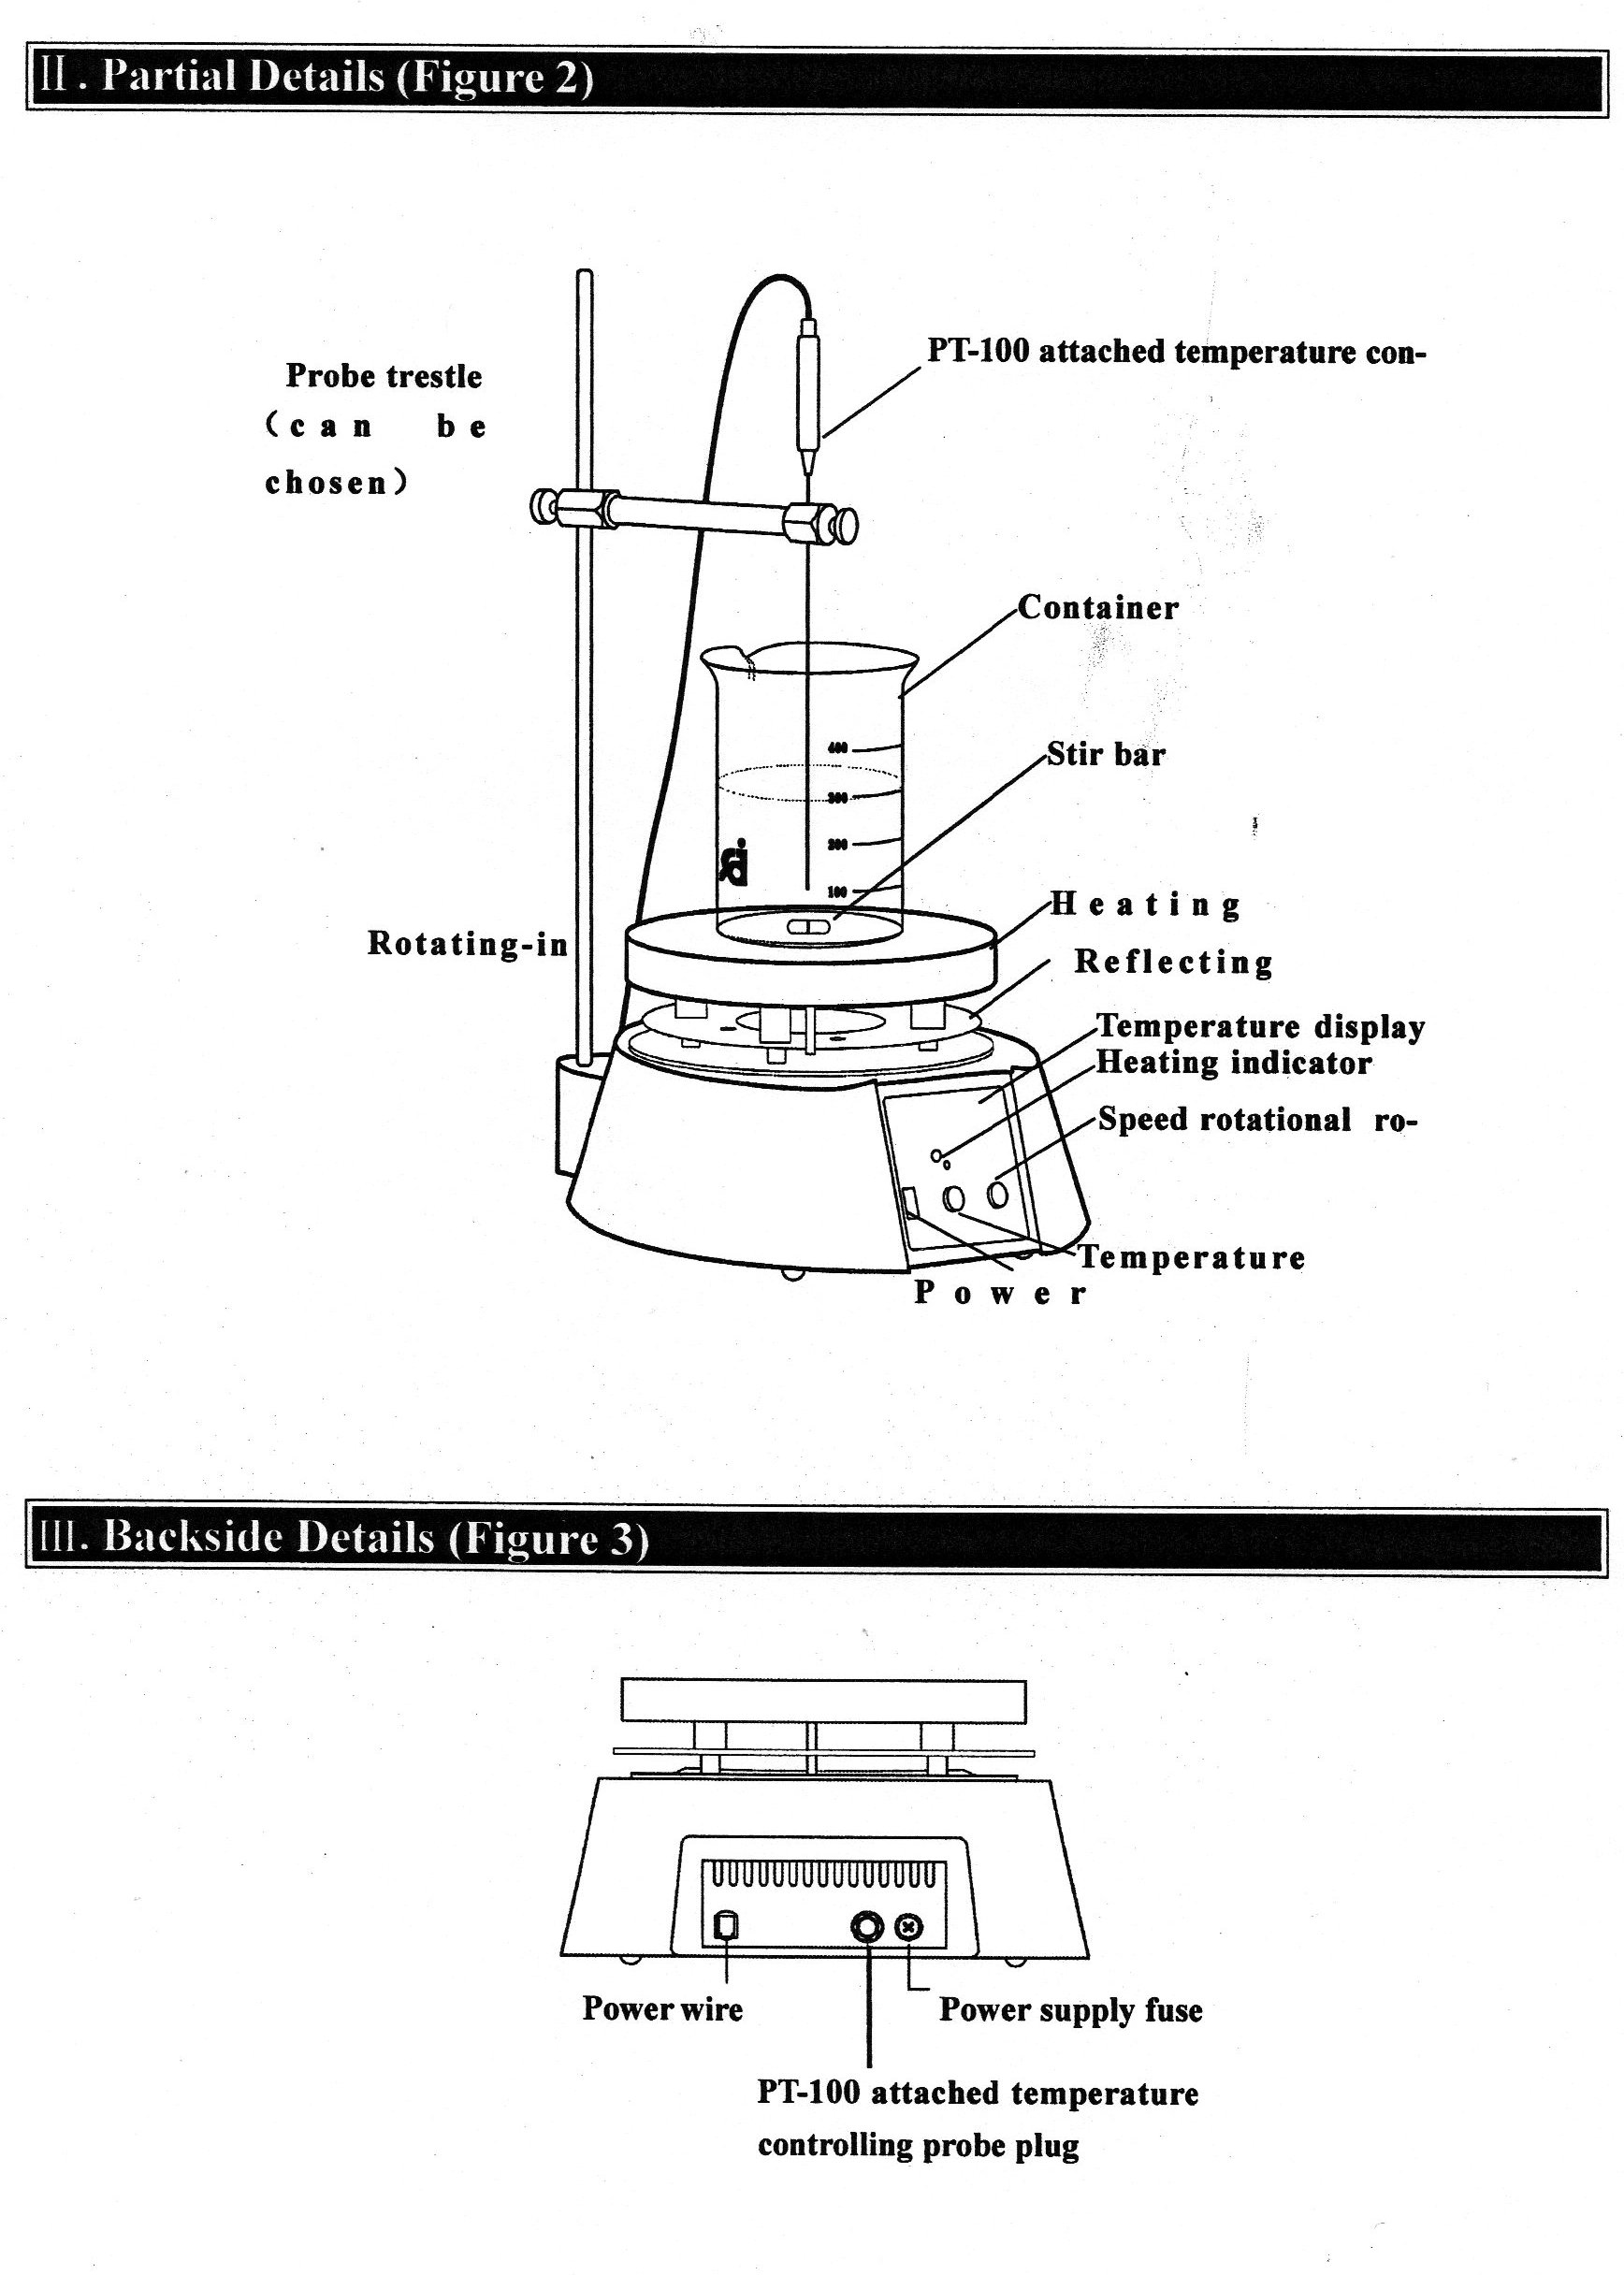 II. Partial Details (Figure 2)
PT-100 attached temperature con-
Probe trestle
(can be
chosen)
Container
Stir bar
400
300
200
100
Heating
Rotating-in
Reflecting
Temperature display
Heating indicator
Speed rotational ro-
Temperature
Power
III. Backside Details (Figure 3)
Power wire
Power supply fuse
PT-100 attached temperature
controlling probe plug